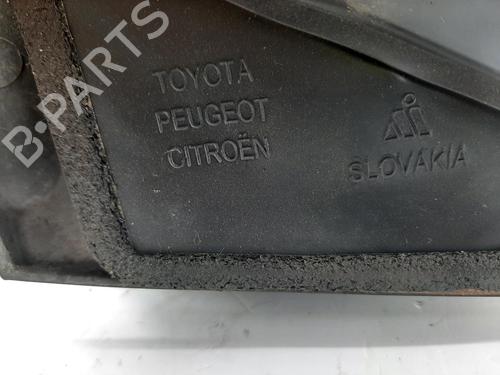 B-PARTS
TOYOTA
PEUGEOT
CITROËN
SLOVAKIA